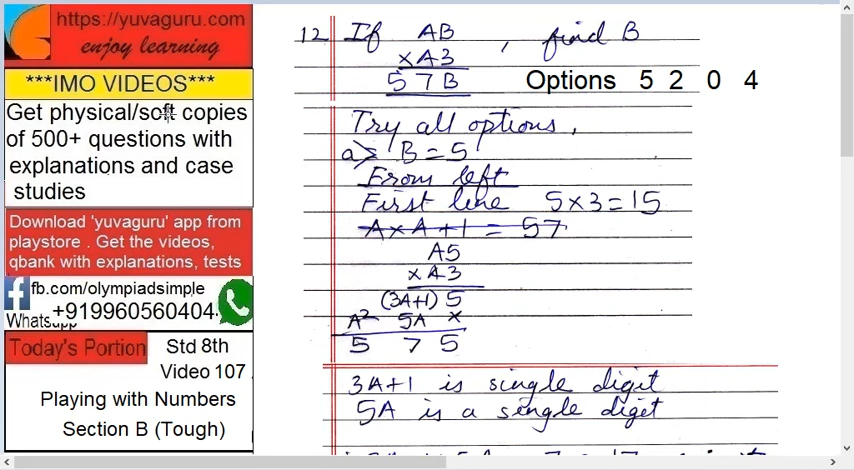 https://yuvaguru.com
enjoy learning
***IMO VIDEOS***
Get physical/soft copies
of 500+ questions with
explanations and case
studies
Download 'yuvaguru' app from
playstore . Get the videos,
qbank with explanations, tests
fb.com/olympiadsimple
+919960560404
Whatsupp
Today's Portion
Std 8th
Video 107
Playing with Numbers
Section B (Tough)
12 If AB , find B
×A3
57B
Options 5 2 0 4
Try all options,
a> B = 5
From left
First line 5×3=15
A×A+1 = 57
A5
×A3
(3A+1) 5
A² 5A ×
5 7 5
3A+1 is single digit
5A is a single digit